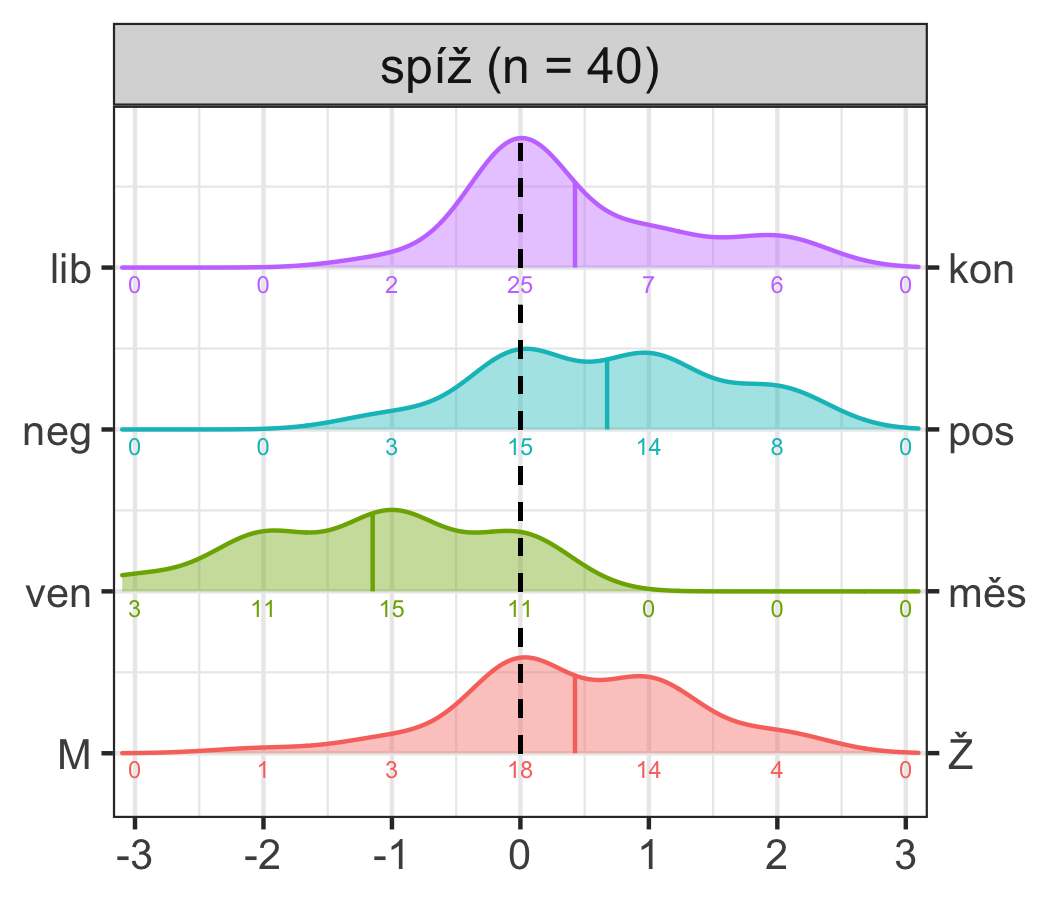 spíž (n = 40)
lib kon
0 0 2 25 7 6 0
neg pos
0 0 3 15 14 8 0
ven měs
3 11 15 11 0 0 0
M Ž
0 1 3 18 14 4 0
-3 -2 -1 0 1 2 3